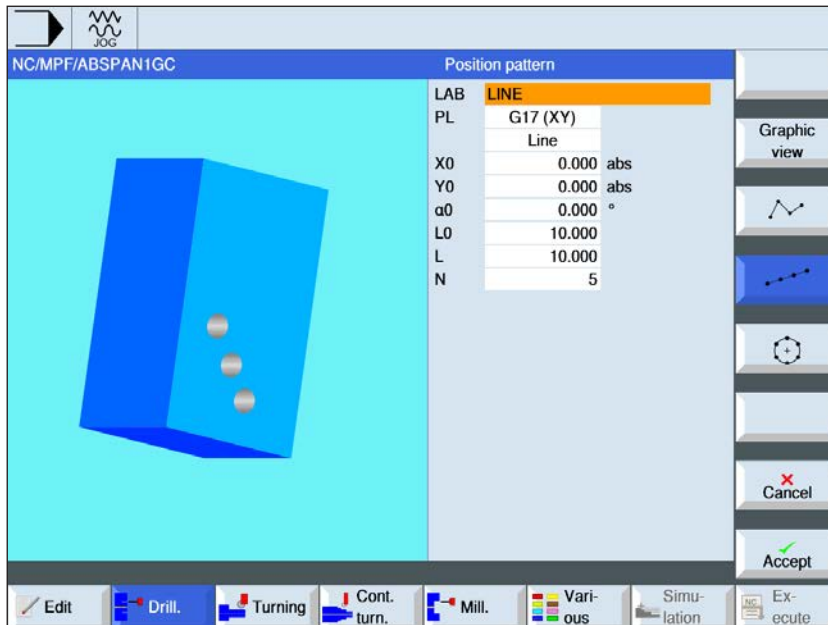 JOG
NC/MPF/ABSPAN1GC
Position pattern
LAB LINE
PL G17 (XY)
Line
X0 0.000 abs
Y0 0.000 abs
α0 0.000 °
L0 10.000
L 10.000
N 5
Graphic
view
Cancel
Accept
Edit
Drill.
Turning
Cont.
turn.
Mill.
Vari-
ous
Simu-
lation
NC
Ex-
ecute